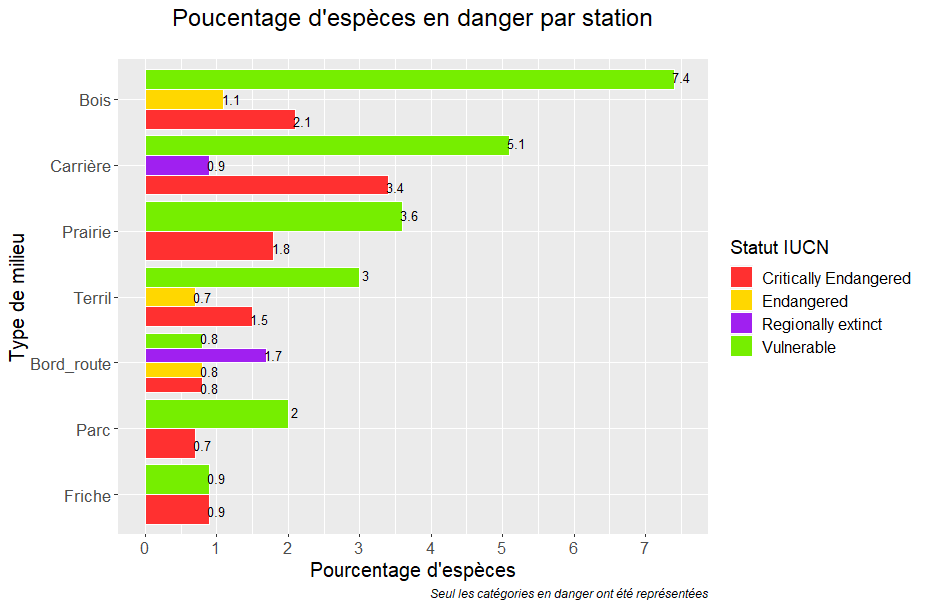 Poucentage d'espèces en danger par station
Type de milieu
Bois
7.4
1.1
2.1
Carrière
5.1
0.9
3.4
Prairie
3.6
1.8
Terril
3
0.7
1.5
Bord_route
0.8
1.7
0.8
0.8
Parc
2
0.7
Friche
0.9
0.9
0 1 2 3 4 5 6 7
Pourcentage d'espèces
Seul les catégories en danger ont été représentées
Statut IUCN
Critically Endangered
Endangered
Regionally extinct
Vulnerable